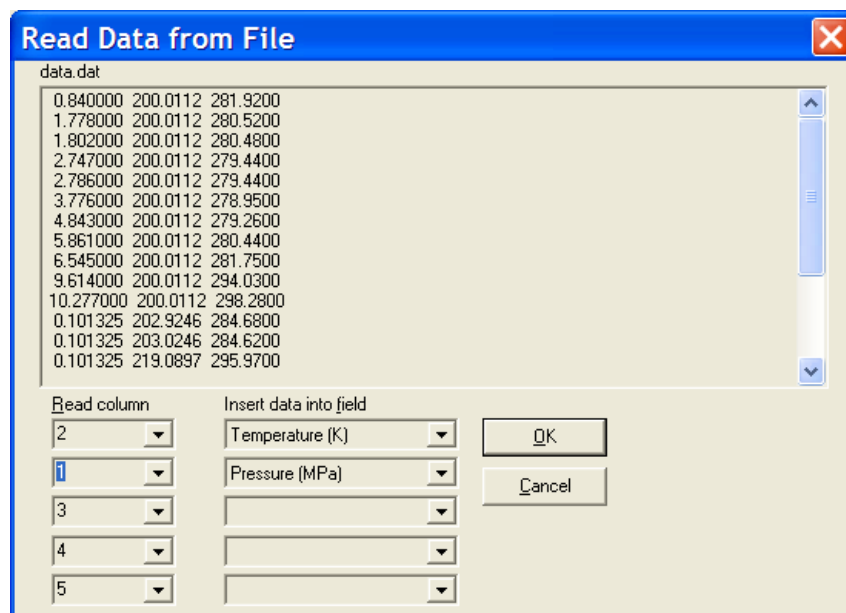 Read Data from File
data.dat
0.840000 200.0112 281.9200
1.778000 200.0112 280.5200
1.802000 200.0112 280.4800
2.747000 200.0112 279.4400
2.786000 200.0112 279.4400
3.776000 200.0112 278.9500
4.843000 200.0112 279.2600
5.861000 200.0112 280.4400
6.545000 200.0112 281.7500
9.614000 200.0112 294.0300
10.277000 200.0112 298.2800
0.101325 202.9246 284.6800
0.101325 203.0246 284.6200
0.101325 219.0897 295.9700
Read column Insert data into field
2 Temperature (K) OK
1 Pressure (MPa)
Cancel
3
4
5